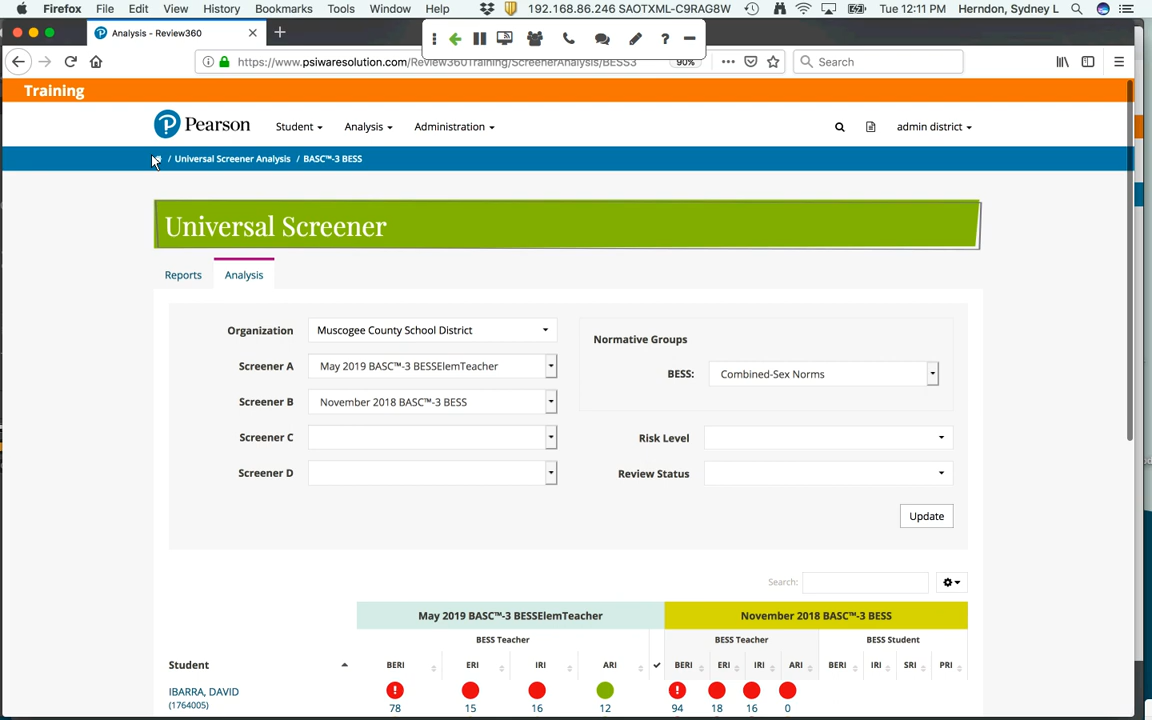 Firefox File Edit View History Bookmarks Tools Window Help 192.168.86.246 SAOTXML-C9RAG8W Tue 12:11 PM Herndon, Sydney L
Analysis - Review360
https://www.psiwaresolution.com/Review360Training/ScreenerAnalysis/BESS3 90% Search
Training
Pearson Student Analysis Administration admin district
/ Universal Screener Analysis / BASC™-3 BESS
Universal Screener
Reports Analysis
Organization Muscogee County School District
Normative Groups
Screener A May 2019 BASC™-3 BESSElemTeacher
BESS: Combined-Sex Norms
Screener B November 2018 BASC™-3 BESS
Screener C
Risk Level
Screener D
Review Status
Update
Search:
May 2019 BASC™-3 BESSElemTeacher November 2018 BASC™-3 BESS
BESS Teacher BESS Teacher BESS Student
Student BERI ERI IRI ARI BERI ERI IRI ARI BERI IRI SRI PRI
IBARRA, DAVID
(1764005) 78 15 16 12 94 18 16 0